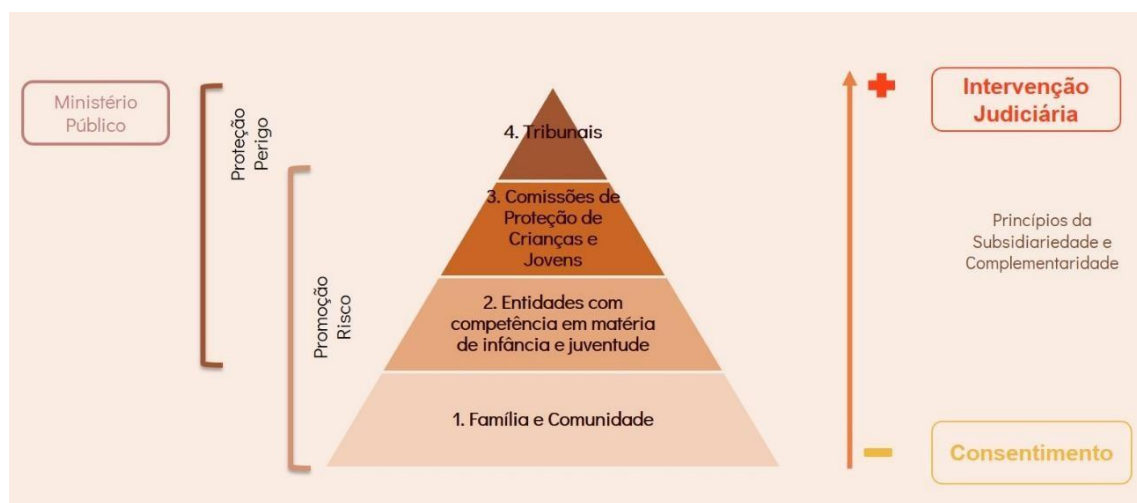 Ministério
Público
Proteção
Perigo
Promoção
Risco
4. Tribunais
3. Comissões de
Proteção de
Crianças e
Jovens
2. Entidades com
competência em matéria
de infância e juventude
1. Família e Comunidade
Intervenção
Judiciária
Princípios da
Subsidiariedade e
Complementaridade
Consentimento